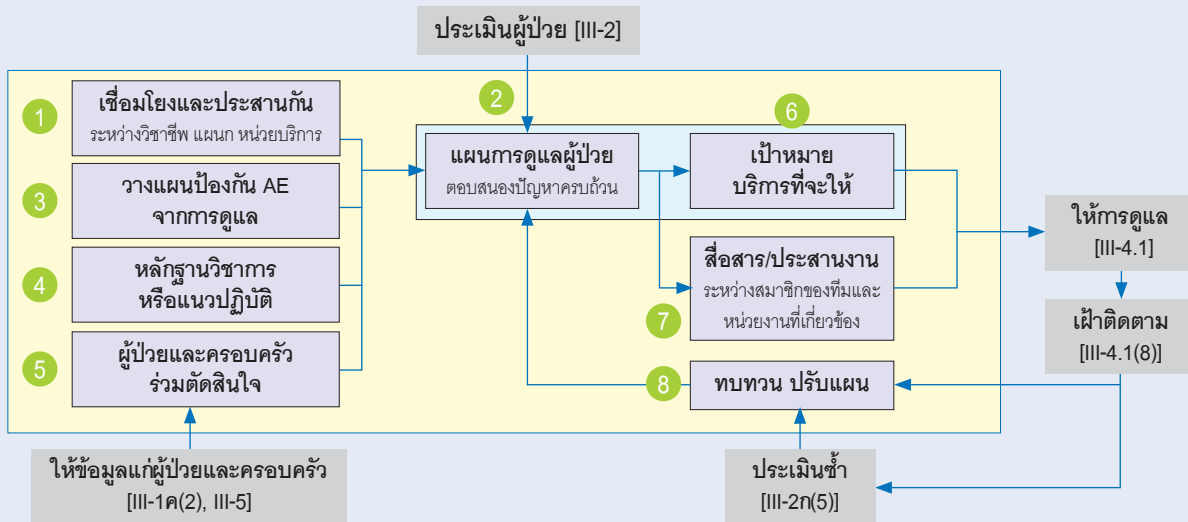 ประเมินผู้ป่วย [III-2]
1
เชื่อมโยงและประสานกัน
ระหว่างวิชาชีพ แผนก หน่วยบริการ
3
วางแผนป้องกัน AE
จากการดูแล
4
หลักฐานวิชาการ
หรือแนวปฏิบัติ
5
ผู้ป่วยและครอบครัว
ร่วมตัดสินใจ
ให้ข้อมูลแก่ผู้ป่วยและครอบครัว
[III-1ค(2), III-5]
2
แผนการดูแลผู้ป่วย
ตอบสนองปัญหาครบถ้วน
6
เป้าหมาย
บริการที่จะให้
7
สื่อสาร/ประสานงาน
ระหว่างสมาชิกของทีมและ
หน่วยงานที่เกี่ยวข้อง
8
ทบทวน ปรับแผน
ประเมินซ้ำ
[III-2ก(5)]
ให้การดูแล
[III-4.1]
เฝ้าติดตาม
[III-4.1(8)]